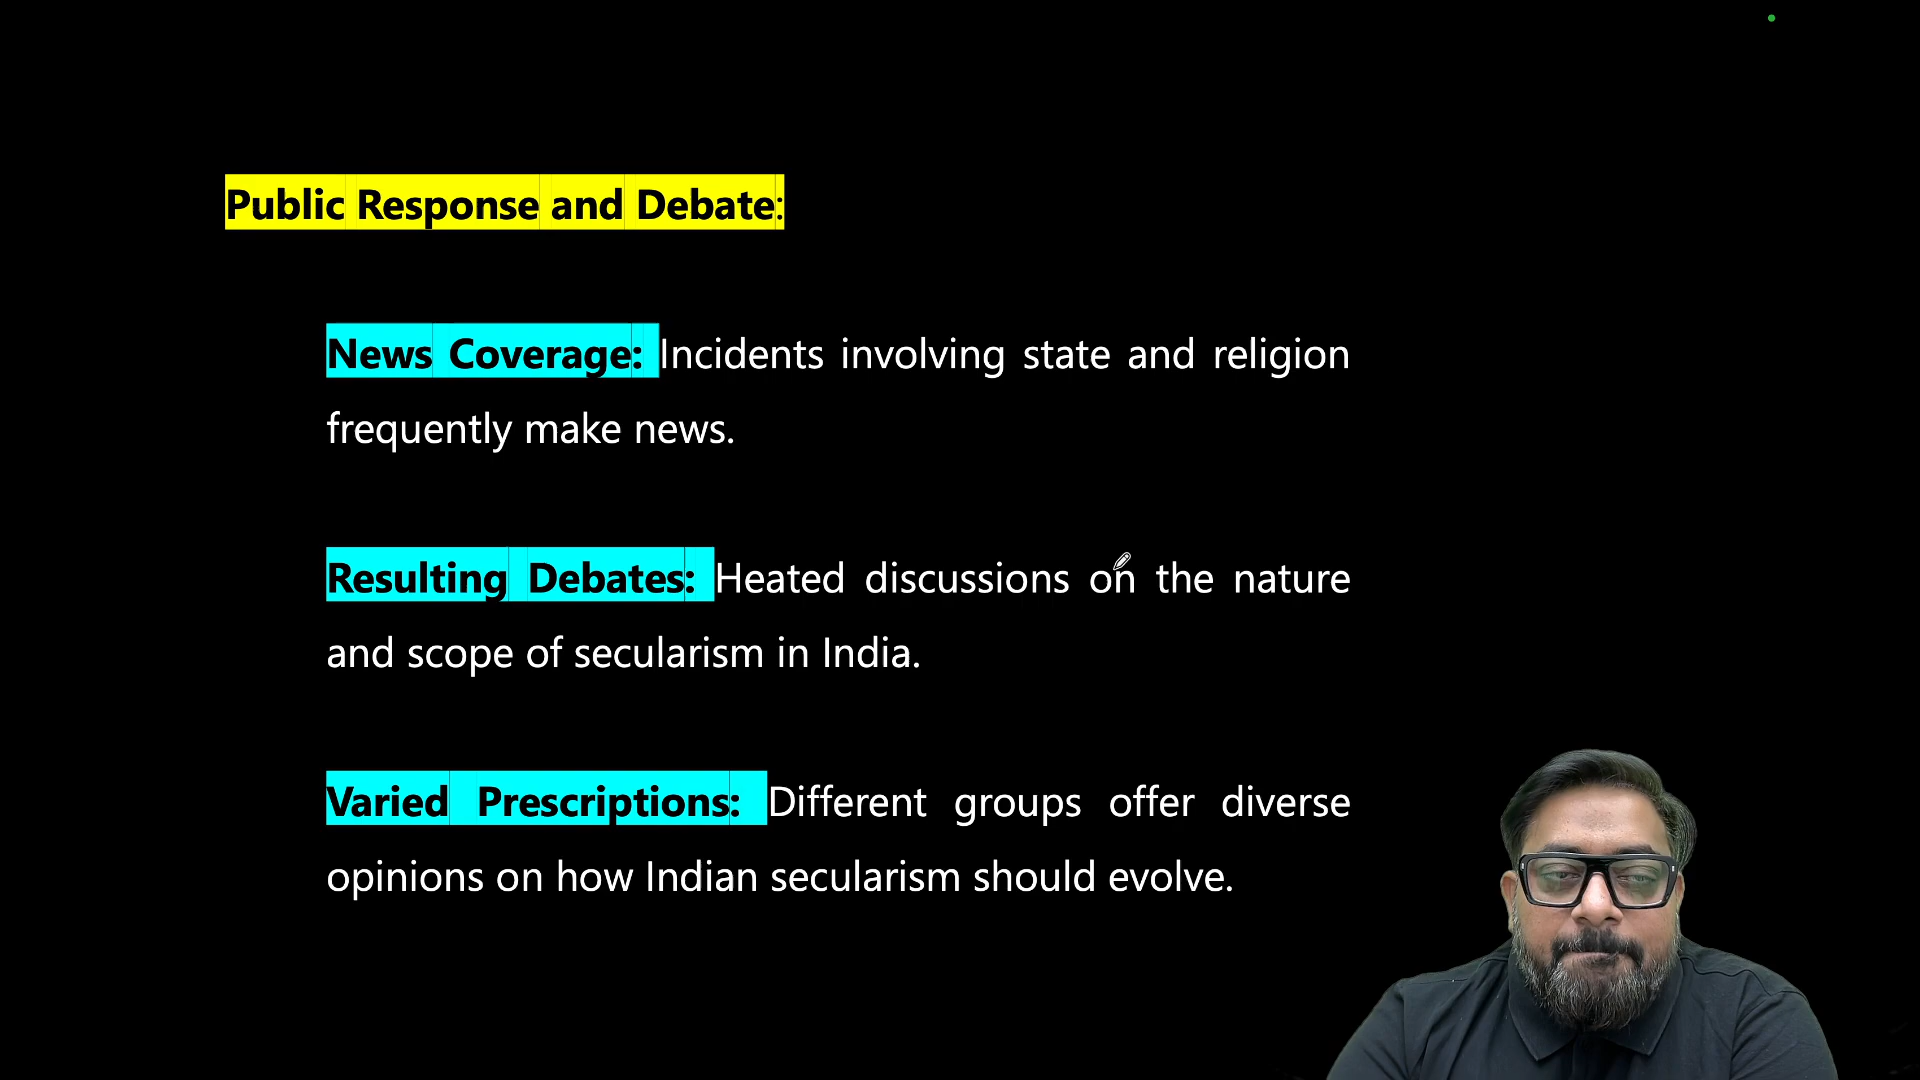 Public Response and Debate:
News Coverage: Incidents involving state and religion
frequently make news.
Resulting Debates: Heated discussions on the nature
and scope of secularism in India.
Varied Prescriptions: Different groups offer diverse
opinions on how Indian secularism should evolve.